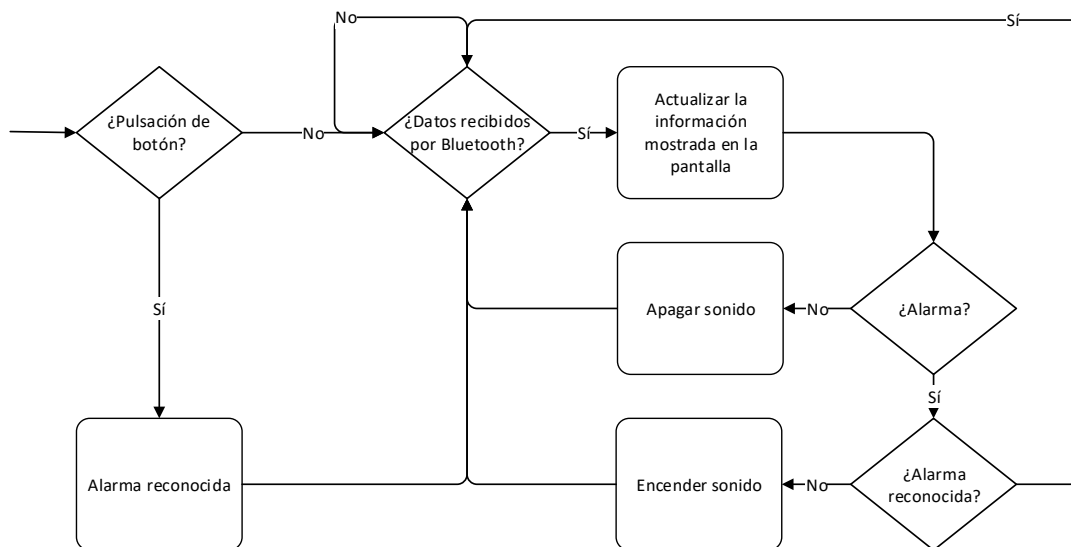 No
Sí
¿Pulsación de
botón?
No
¿Datos recibidos
por Bluetooth?
Sí
Actualizar la
información
mostrada en la
pantalla
Sí
Apagar sonido
No
¿Alarma?
Sí
Alarma reconocida
Encender sonido
No
¿Alarma
reconocida?